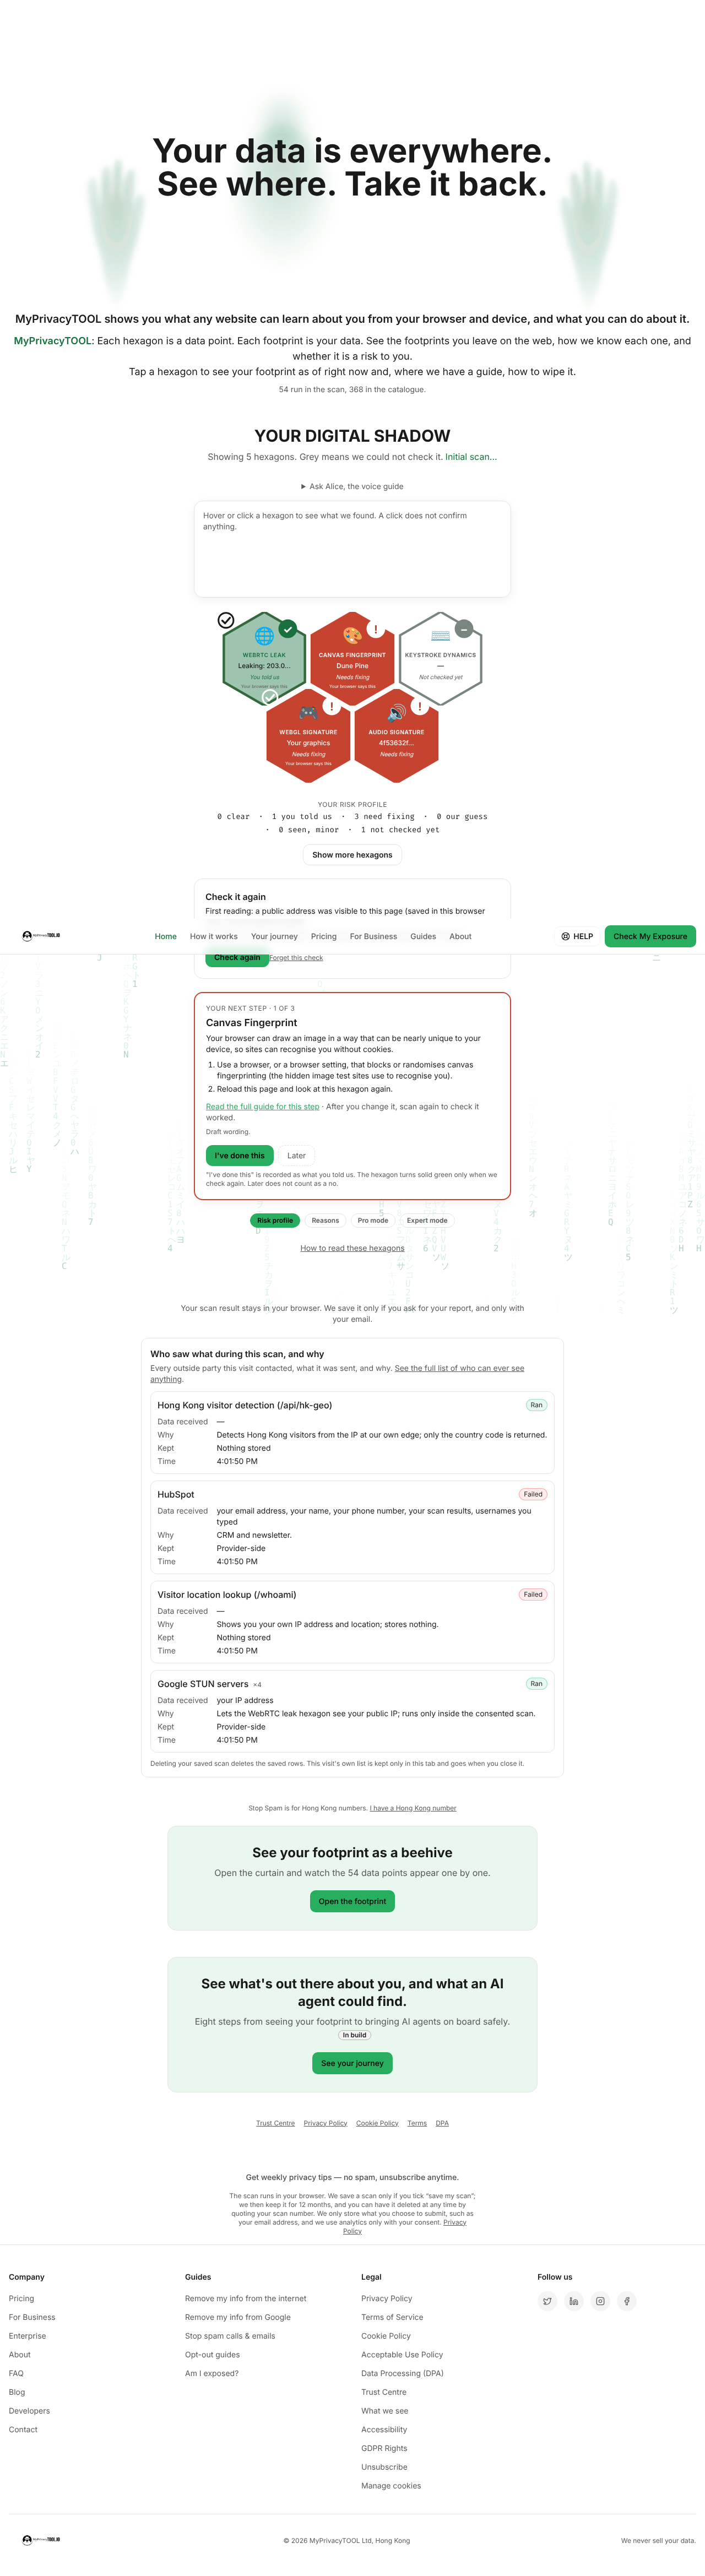 Your data is everywhere.
See where. Take it back.
MyPrivacyTOOL shows you what any website can learn about you from your browser and device, and what you can do about it.
MyPrivacyTOOL: Each hexagon is a data point. Each footprint is your data. See the footprints you leave on the web, how we know each one, and
whether it is a risk to you.
Tap a hexagon to see your footprint as of right now and, where we have a guide, how to wipe it.
54 run in the scan, 368 in the catalogue.
YOUR DIGITAL SHADOW
Showing 5 hexagons. Grey means we could not check it. Initial scan…
▶ Ask Alice, the voice guide
Hover or click a hexagon to see what we found. A click does not confirm
anything.
WEBRTC LEAK
Leaking: 203.0…
You told us
Your browser says this
CANVAS FINGERPRINT
Dune Pine
Needs fixing
Your browser says this
KEYSTROKE DYNAMICS
—
Not checked yet
WEBGL SIGNATURE
Your graphics
Needs fixing
Your browser says this
AUDIO SIGNATURE
4f53632f…
Needs fixing
YOUR RISK PROFILE
0 clear · 1 you told us · 3 need fixing · 0 our guess
· 0 seen, minor · 1 not checked yet
Show more hexagons
Check it again
First reading: a public address was visible to this page (saved in this browser
MyPrivacyTOOL.IO
Home
How it works
Your journey
Pricing
For Business
Guides
About
HELP
Check My Exposure
Check again
Forget this check
YOUR NEXT STEP · 1 OF 3
Canvas Fingerprint
Your browser can draw an image in a way that can be nearly unique to your
device, so sites can recognise you without cookies.
1. Use a browser, or a browser setting, that blocks or randomises canvas
fingerprinting (the hidden image test sites use to recognise you).
2. Reload this page and look at this hexagon again.
Read the full guide for this step · After you change it, scan again to check it
worked.
Draft wording.
I've done this
Later
"I've done this" is recorded as what you told us. The hexagon turns solid green only when we
check again. Later does not count as a no.
Risk profile
Reasons
Pro mode
Expert mode
How to read these hexagons
Your scan result stays in your browser. We save it only if you ask for your report, and only with
your email.
Who saw what during this scan, and why
Every outside party this visit contacted, what it was sent, and why. See the full list of who can ever see
anything.
Hong Kong visitor detection (/api/hk-geo)
Ran
Data received —
Why Detects Hong Kong visitors from the IP at our own edge; only the country code is returned.
Kept Nothing stored
Time 4:01:50 PM
HubSpot
Failed
Data received your email address, your name, your phone number, your scan results, usernames you
typed
Why CRM and newsletter.
Kept Provider-side
Time 4:01:50 PM
Visitor location lookup (/whoami)
Failed
Data received —
Why Shows you your own IP address and location; stores nothing.
Kept Nothing stored
Time 4:01:50 PM
Google STUN servers ×4
Ran
Data received your IP address
Why Lets the WebRTC leak hexagon see your public IP; runs only inside the consented scan.
Kept Provider-side
Time 4:01:50 PM
Deleting your saved scan deletes the saved rows. This visit's own list is kept only in this tab and goes when you close it.
Stop Spam is for Hong Kong numbers. I have a Hong Kong number
See your footprint as a beehive
Open the curtain and watch the 54 data points appear one by one.
Open the footprint
See what's out there about you, and what an AI
agent could find.
Eight steps from seeing your footprint to bringing AI agents on board safely.
In build
See your journey
Trust Centre
Privacy Policy
Cookie Policy
Terms
DPA
Get weekly privacy tips — no spam, unsubscribe anytime.
The scan runs in your browser. We save a scan only if you tick "save my scan";
we then keep it for 12 months, and you can have it deleted at any time by
quoting your scan number. We only store what you choose to submit, such as
your email address, and we use analytics only with your consent. Privacy
Policy
Company
Pricing
For Business
Enterprise
About
FAQ
Blog
Developers
Contact
Guides
Remove my info from the internet
Remove my info from Google
Stop spam calls & emails
Opt-out guides
Am I exposed?
Legal
Privacy Policy
Terms of Service
Cookie Policy
Acceptable Use Policy
Data Processing (DPA)
Trust Centre
What we see
Accessibility
GDPR Rights
Unsubscribe
Manage cookies
Follow us
MyPrivacyTOOL.IO
© 2026 MyPrivacyTOOL Ltd, Hong Kong
We never sell your data.